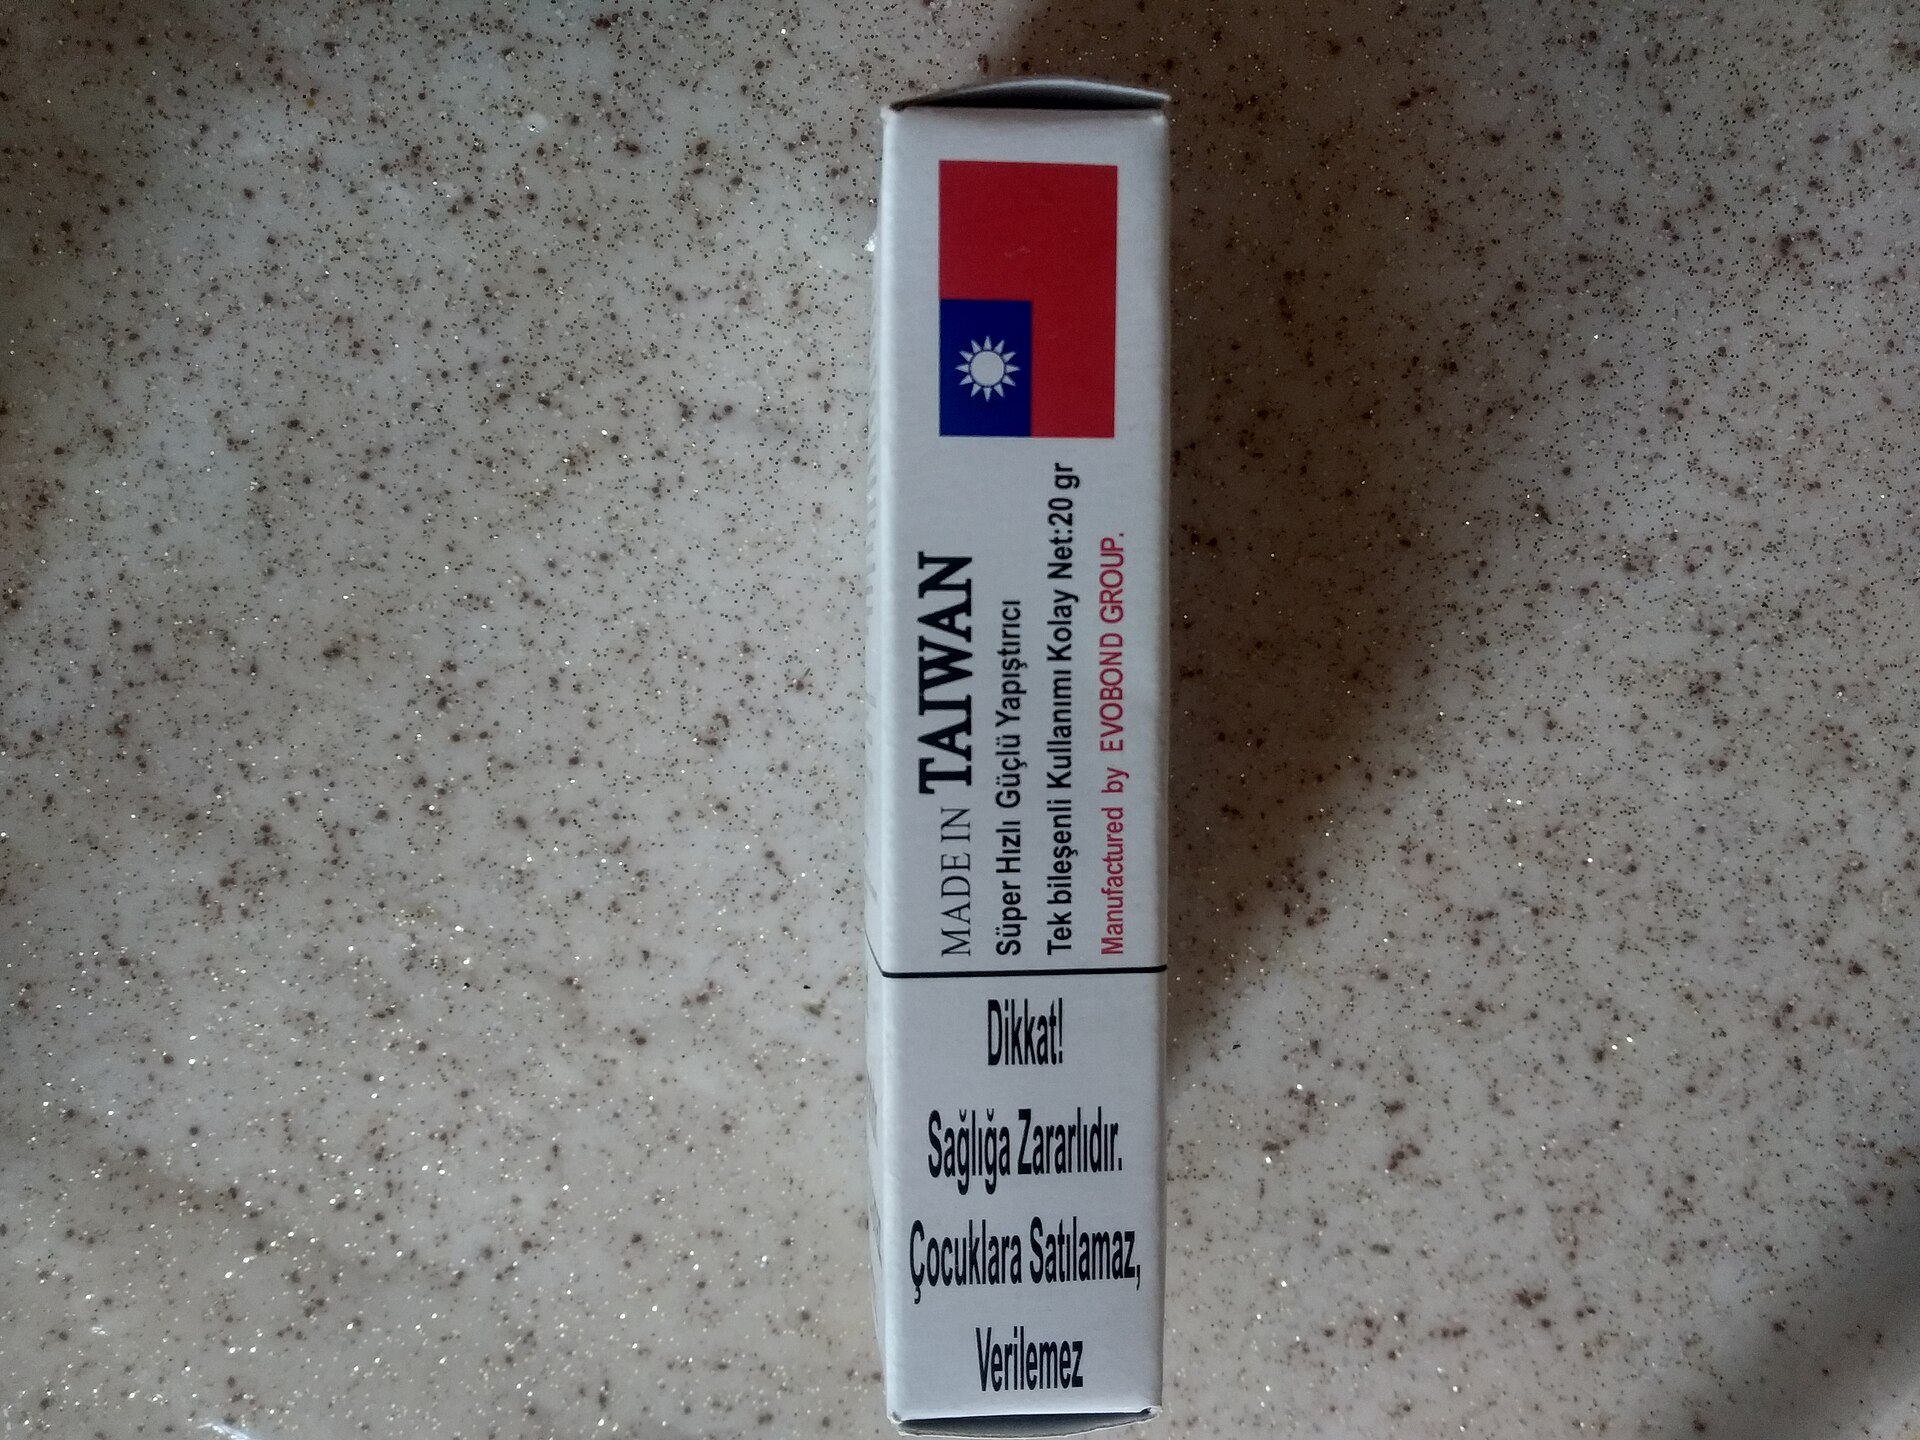 MADE IN TAIWAN
Süper Hızlı Güçlü Yapıştırıcı
Tek bileşenli Kullanımı Kolay Net:20 gr
Manufactured by EVOBOND GROUP.
Dikkat!
Sağlığa Zararlıdır.
Çocuklara Satılamaz,
Verilemez